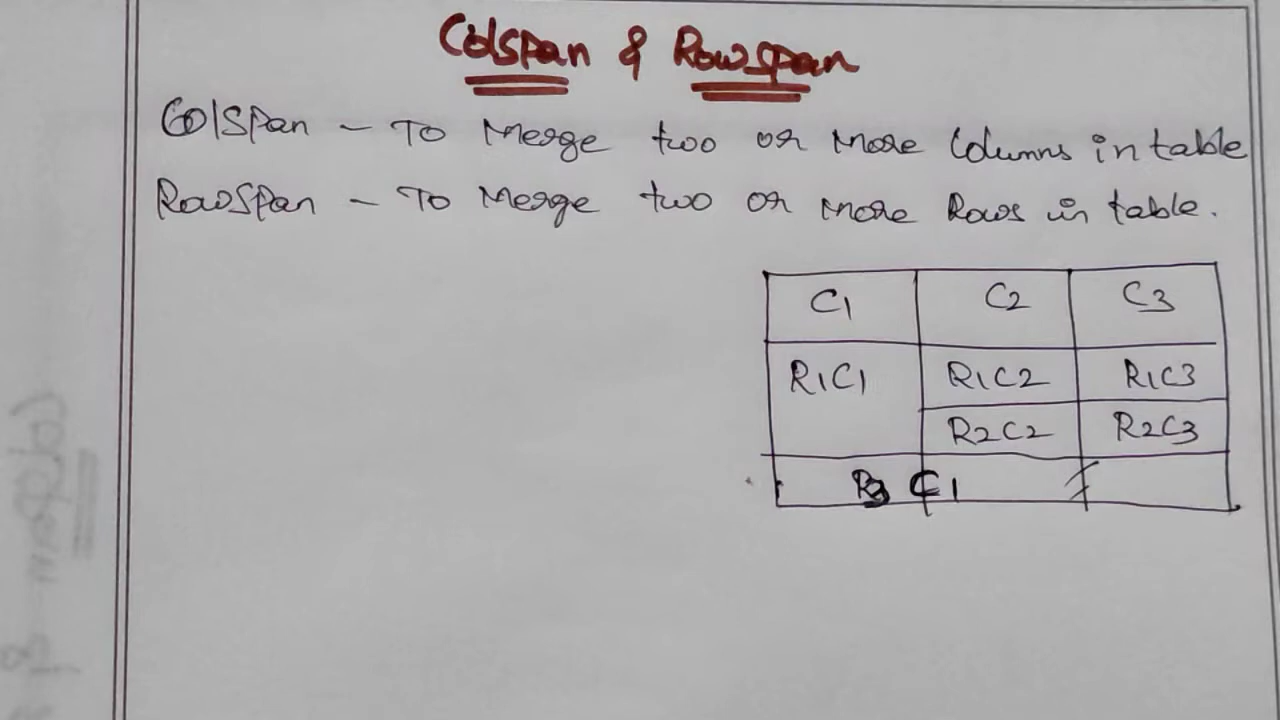 Colspan & Rowspan
Colspan - To Merge two or more Columns in table
RowSpan - To Merge two or more Rows in table.
C1 C2 C3
R1C1 R1C2 R1C3
R2C2 R2C3
R3 C1